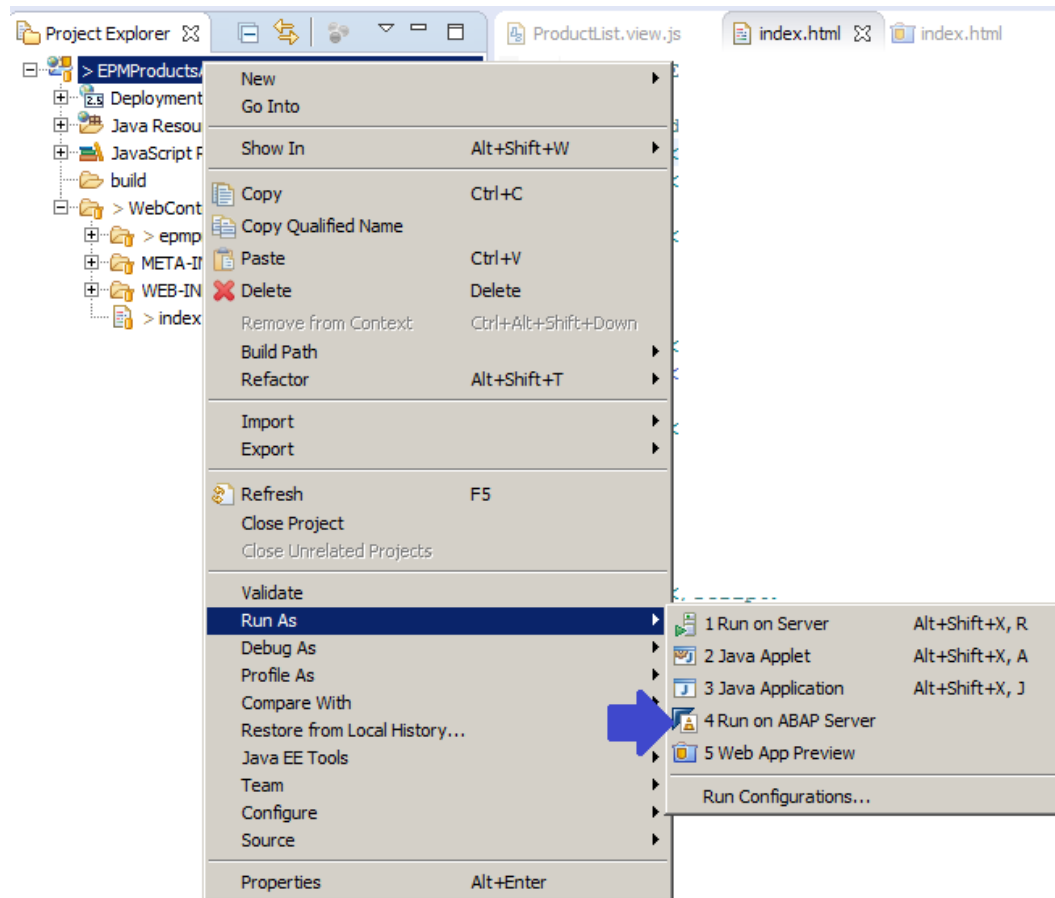 Project Explorer
ProductList.view.js
index.html
index.html
> EPMProducts
Deployment
2.5
Java Resou
JavaScript
build
> WebCont
> epmp
META-I
WEB-IN
> index
New
Go Into
Show In Alt+Shift+W
Copy Ctrl+C
Copy Qualified Name
Paste Ctrl+V
Delete Delete
Remove from Context Ctrl+Alt+Shift+Down
Build Path
Refactor Alt+Shift+T
Import
Export
Refresh F5
Close Project
Close Unrelated Projects
Validate
Run As
Debug As
Profile As
Compare With
Restore from Local History...
Java EE Tools
Team
Configure
Source
Properties Alt+Enter
1 Run on Server Alt+Shift+X, R
2 Java Applet Alt+Shift+X, A
3 Java Application Alt+Shift+X, J
4 Run on ABAP Server
5 Web App Preview
Run Configurations...